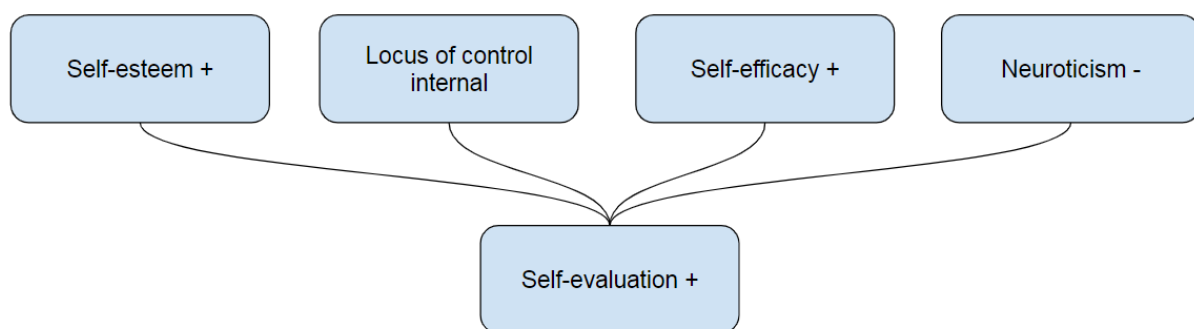 Self-esteem +
Locus of control
internal
Self-efficacy +
Neuroticism -
Self-evaluation +